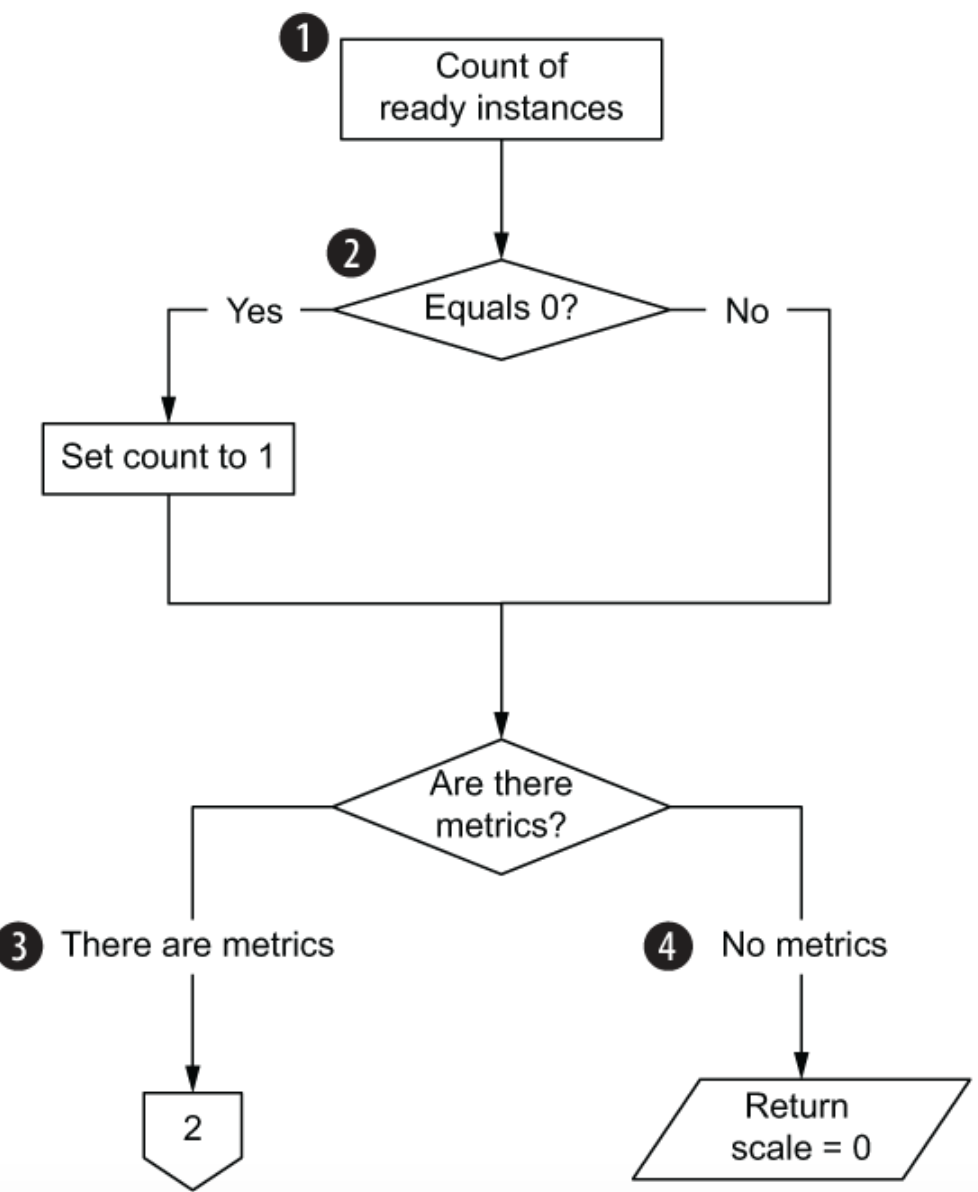 1
Count of
ready instances
2
Equals 0?
Yes
No
Set count to 1
Are there
metrics?
3 There are metrics
4 No metrics
2
Return
scale = 0